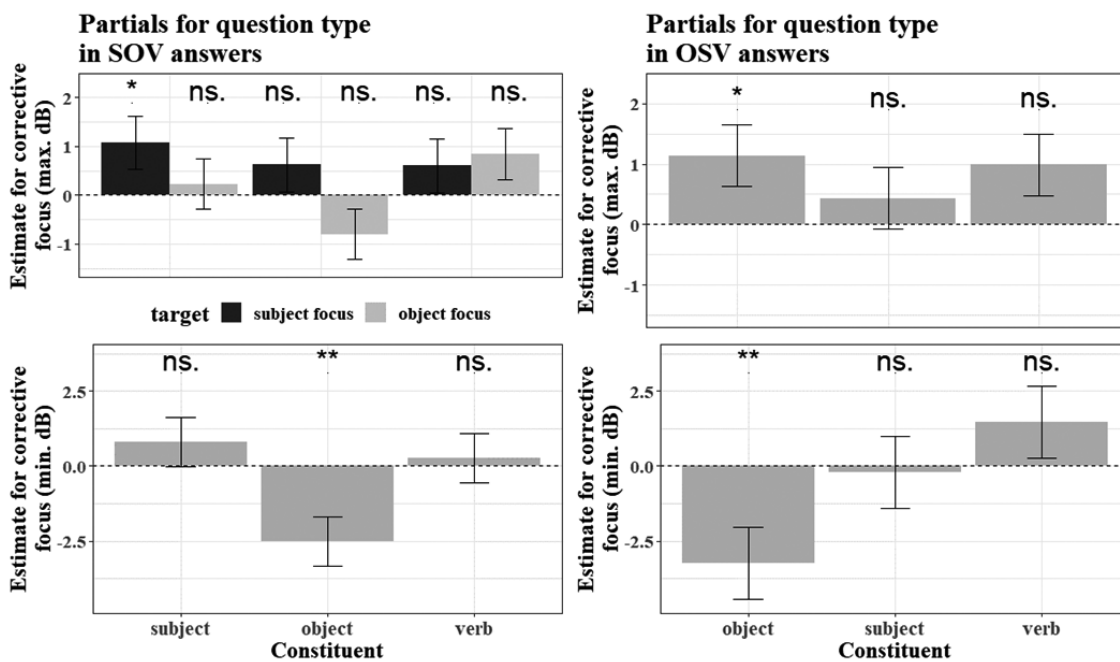 Partials for question type
in SOV answers
Estimate for corrective
focus (max. dB)
2
1
0
-1
* ns. ns. ns. ns. ns.
target subject focus object focus
Estimate for corrective
focus (min. dB)
2.5
0.0
-2.5
ns. ** ns.
subject object verb
Constituent
Partials for question type
in OSV answers
Estimate for corrective
focus (max. dB)
2
1
0
-1
* ns. ns.
Estimate for corrective
focus (min. dB)
2.5
0.0
-2.5
** ns. ns.
object subject verb
Constituent